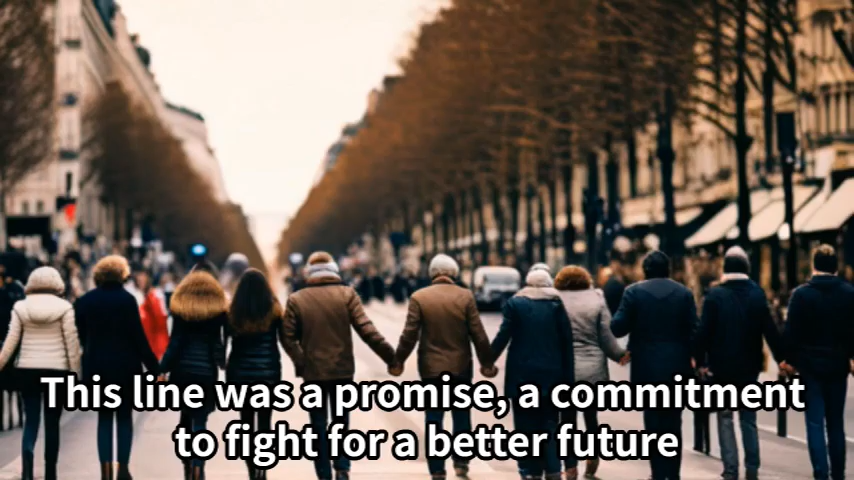 This line was a promise, a commitment
to fight for a better future